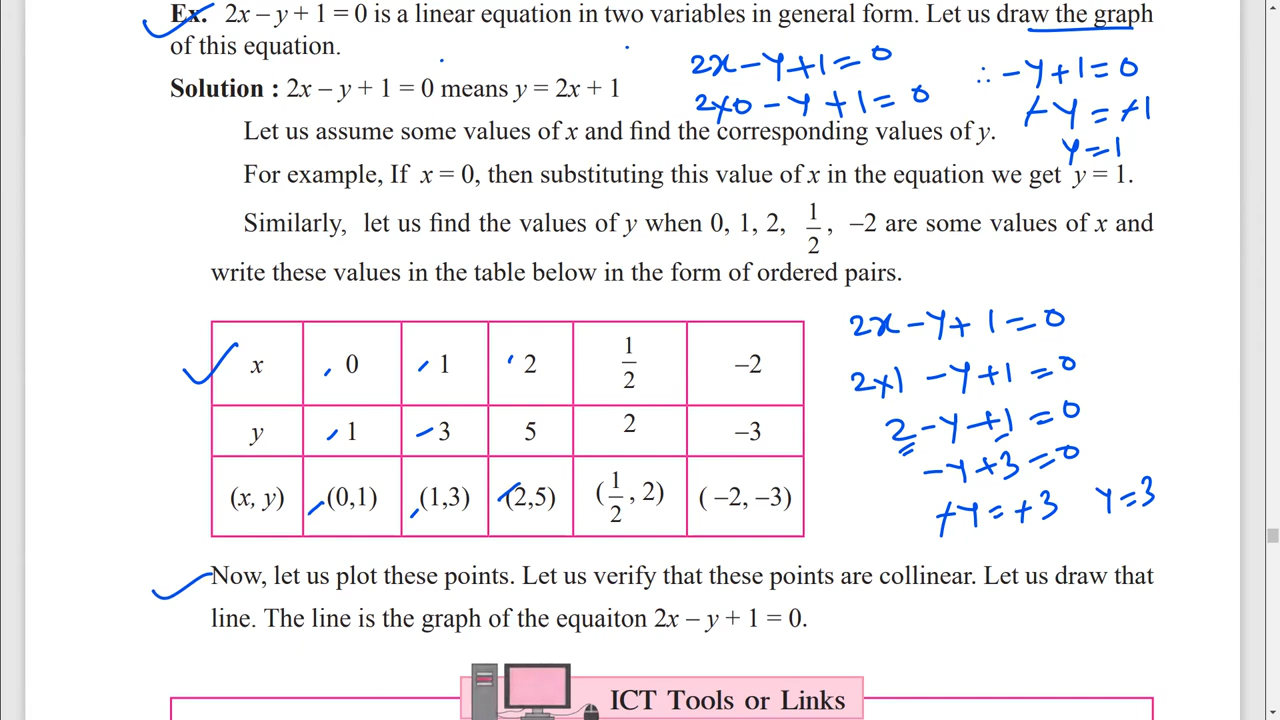 Ex. 2x – y + 1 = 0 is a linear equation in two variables in general form. Let us draw the graph
of this equation.
2x – y + 1 = 0
∴ – y + 1 = 0
Solution : 2x – y + 1 = 0 means y = 2x + 1
2×0 – y + 1 = 0
– y = –1
Let us assume some values of x and find the corresponding values of y.
y = 1
For example, If x = 0, then substituting this value of x in the equation we get y = 1.
Similarly, let us find the values of y when 0, 1, 2, 1/2, –2 are some values of x and
write these values in the table below in the form of ordered pairs.
x 0 1 2 1/2 –2
y 1 3 5 2 –3
(x, y) (0,1) (1,3) (2,5) (1/2, 2) ( –2, –3)
2x – y + 1 = 0
2×1 – y + 1 = 0
2 – y + 1 = 0
– y + 3 = 0
– y = – 3 y = 3
Now, let us plot these points. Let us verify that these points are collinear. Let us draw that
line. The line is the graph of the equaiton 2x – y + 1 = 0.
ICT Tools or Links